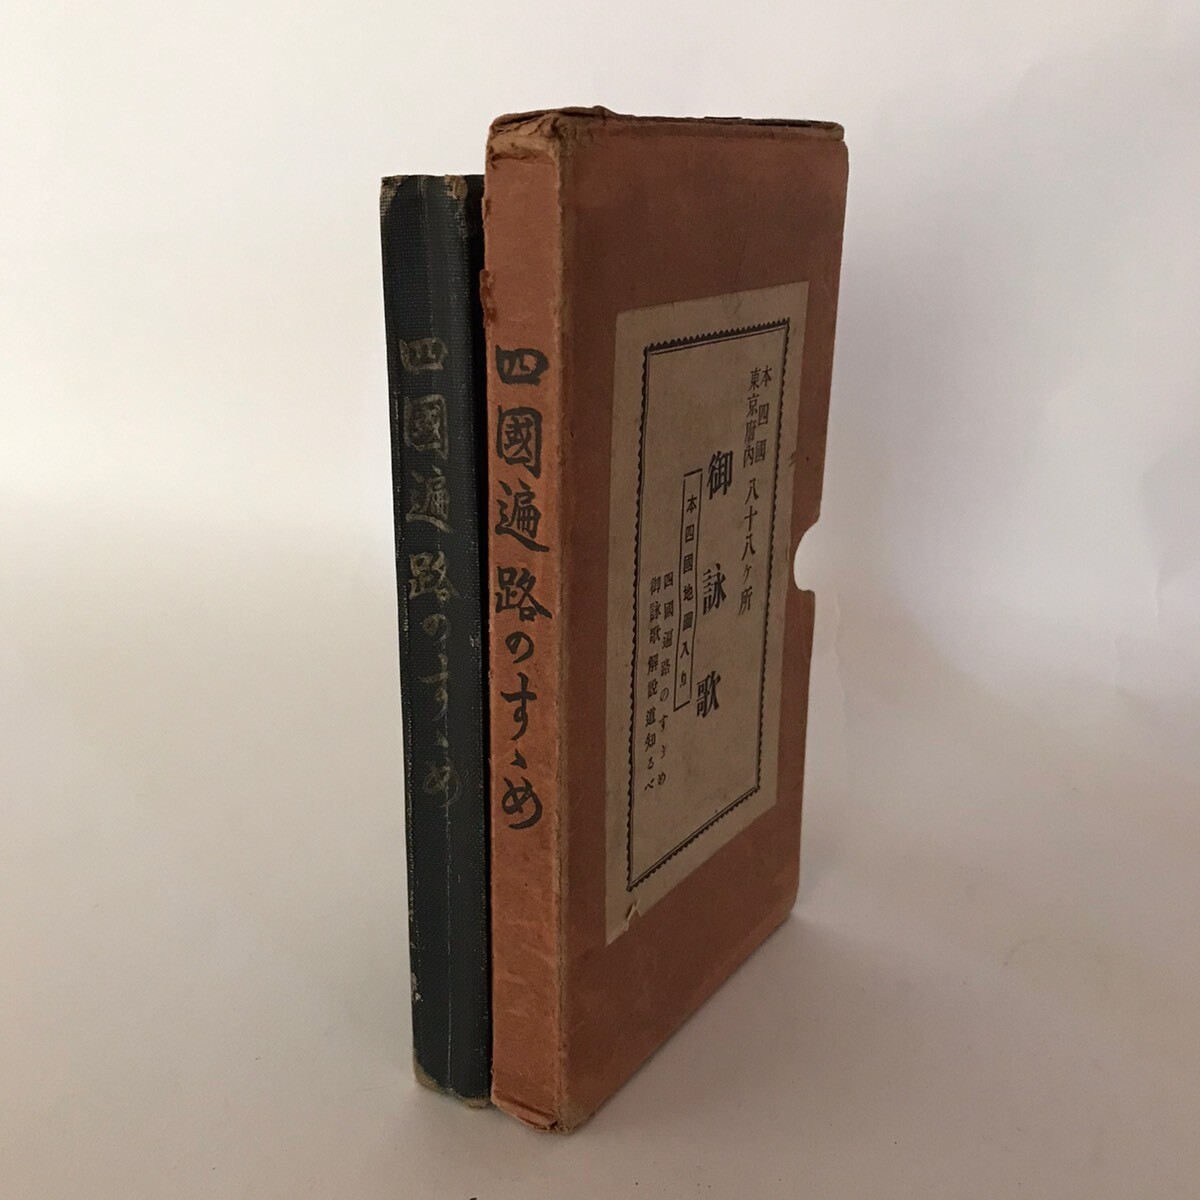 四國遍路のすゝめ
四國遍路のすゝめ
本四國
東京府內
八十八ケ所
御詠歌
本四國地圖入り
四國遍路のすゝめ
御詠歌解說道知るべ